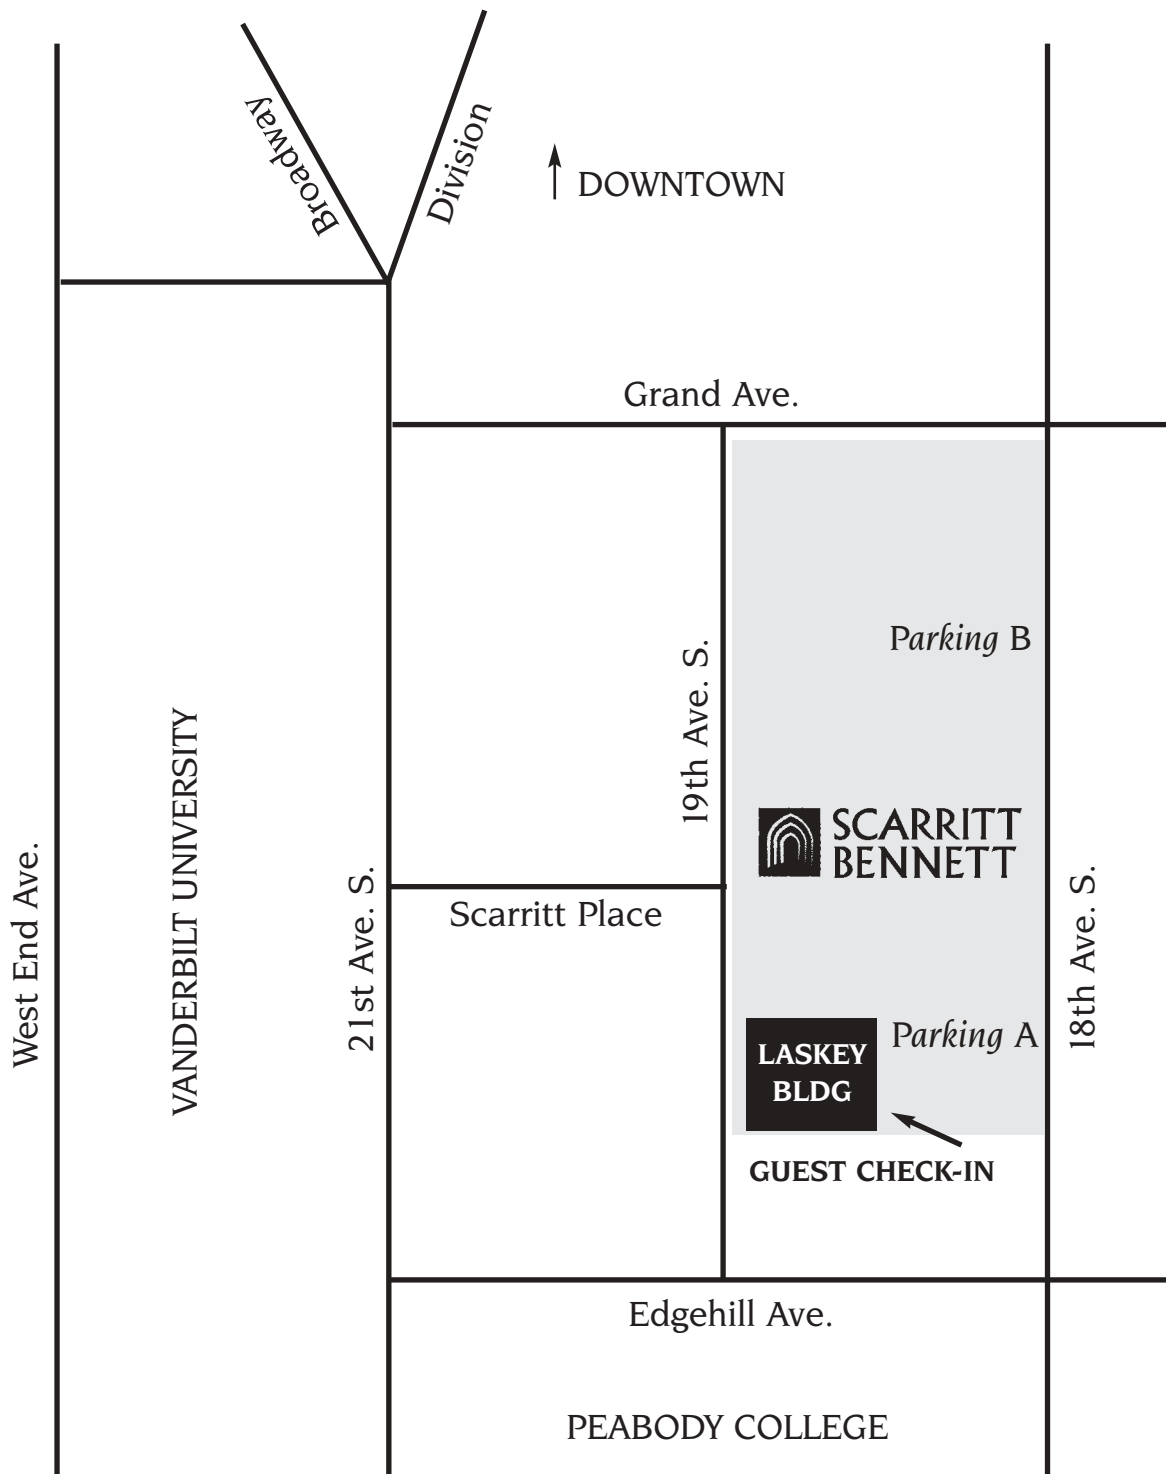 Broadway
Division
DOWNTOWN
Grand Ave.
Parking B
19th Ave. S.
SCARRITT
BENNETT
VANDERBILT UNIVERSITY
West End Ave.
21st Ave. S.
Scarritt Place
18th Ave. S.
Parking A
LASKEY
BLDG
GUEST CHECK-IN
Edgehill Ave.
PEABODY COLLEGE